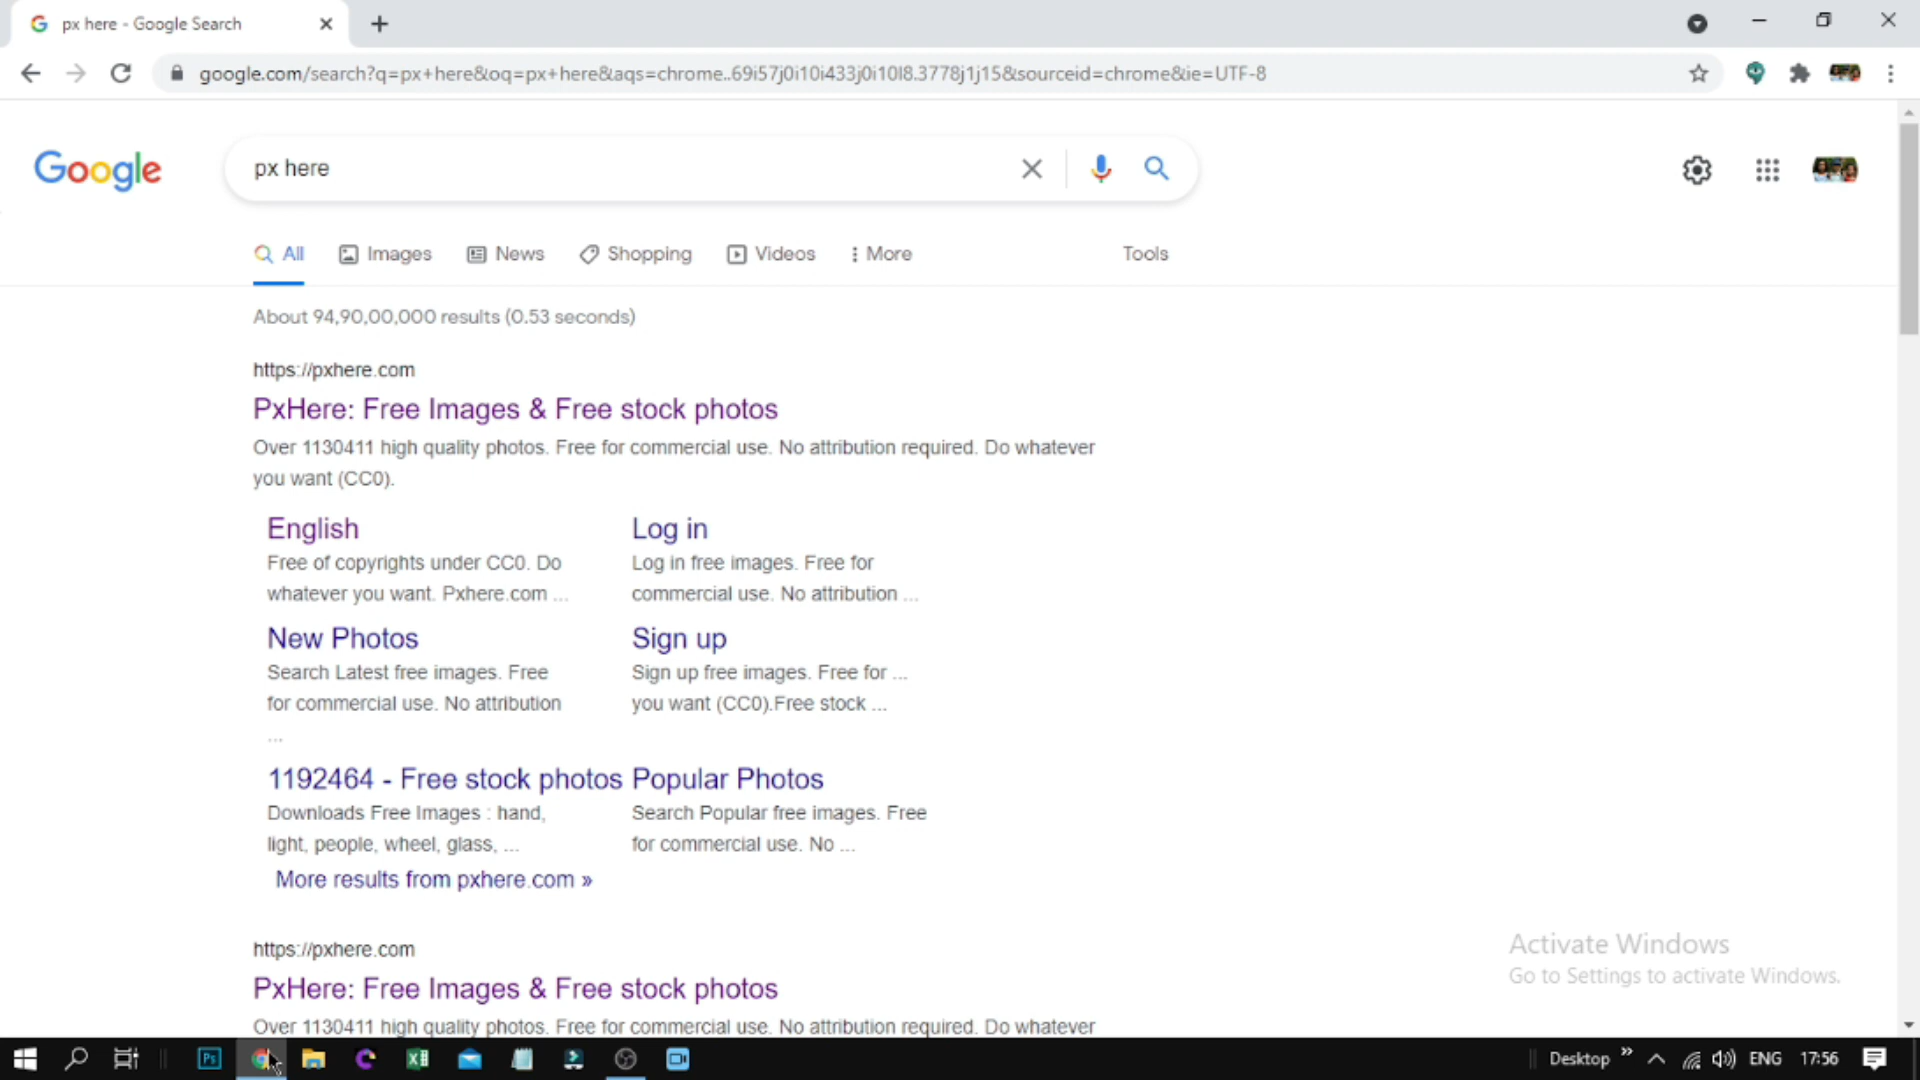 px here - Google Search
google.com/search?q=px+here&oq=px+here&aqs=chrome..69i57j0i10i433j0i10l8.3778j1j15&sourceid=chrome&ie=UTF-8
Google
px here
All Images News Shopping Videos More Tools
About 94,90,00,000 results (0.53 seconds)
https://pxhere.com
PxHere: Free Images & Free stock photos
Over 1130411 high quality photos. Free for commercial use. No attribution required. Do whatever
you want (CC0).
English
Free of copyrights under CC0. Do
whatever you want. Pxhere.com ...
Log in
Log in free images. Free for
commercial use. No attribution ...
New Photos
Search Latest free images. Free
for commercial use. No attribution
...
Sign up
Sign up free images. Free for ...
you want (CC0).Free stock ...
1192464 - Free stock photos
Downloads Free Images : hand,
light, people, wheel, glass, ...
Popular Photos
Search Popular free images. Free
for commercial use. No ...
More results from pxhere.com »
https://pxhere.com
PxHere: Free Images & Free stock photos
Over 1130411 high quality photos. Free for commercial use. No attribution required. Do whatever
Activate Windows
Go to Settings to activate Windows.
Ps
Desktop » ENG 17:56